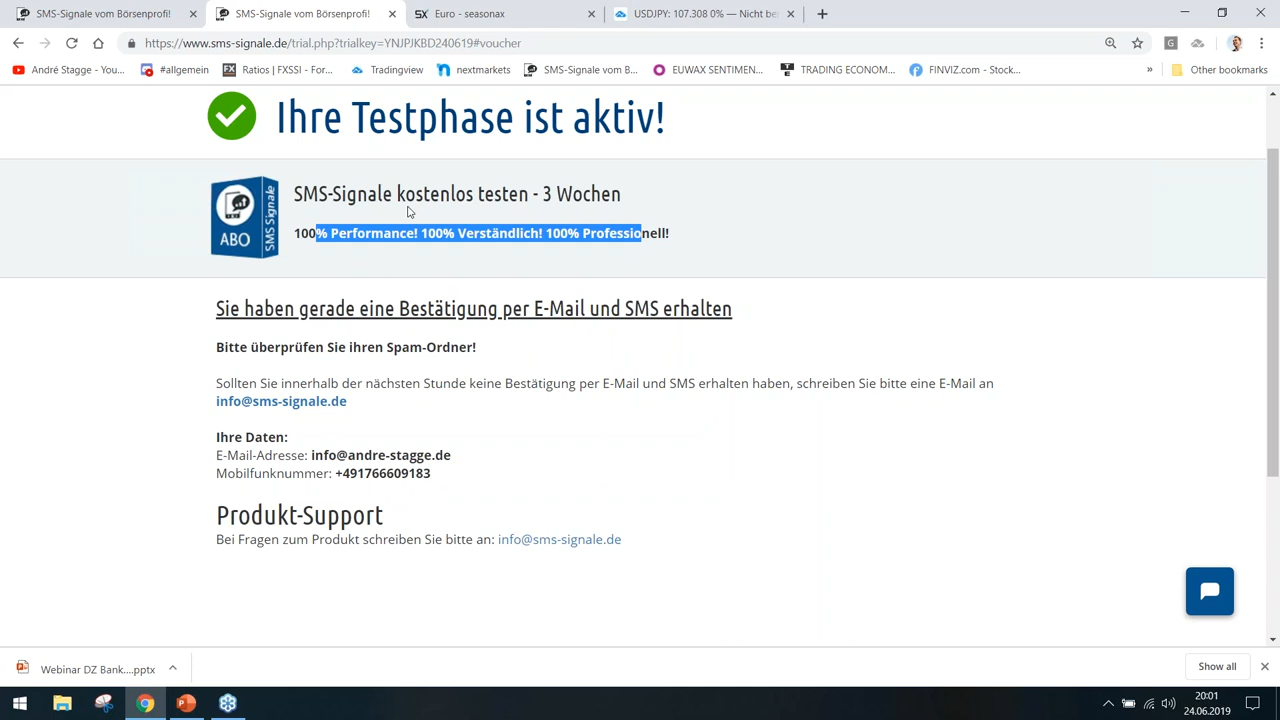 SMS-Signale vom Börsenprofi!
SMS-Signale vom Börsenprofi!
Euro - seasonax
USDJPY: 107.308 0% — Nicht be
https://www.sms-signale.de/trial.php?trialkey=YNJPJKBD240619#voucher
André Stagge - You...
#allgemein
Ratios | FXSSI - For...
Tradingview
nextmarkets
SMS-Signale vom B...
EUWAX SENTIMEN...
TRADING ECONOM...
FINVIZ.com - Stock...
»
Other bookmarks
Ihre Testphase ist aktiv!
SMS Signale
ABO
SMS-Signale kostenlos testen - 3 Wochen
100% Performance! 100% Verständlich! 100% Professionell!
Sie haben gerade eine Bestätigung per E-Mail und SMS erhalten
Bitte überprüfen Sie ihren Spam-Ordner!
Sollten Sie innerhalb der nächsten Stunde keine Bestätigung per E-Mail und SMS erhalten haben, schreiben Sie bitte eine E-Mail an
info@sms-signale.de
Ihre Daten:
E-Mail-Adresse: info@andre-stagge.de
Mobilfunknummer: +491766609183
Produkt-Support
Bei Fragen zum Produkt schreiben Sie bitte an: info@sms-signale.de
Webinar DZ Bank....pptx
Show all
20:01
24.06.2019